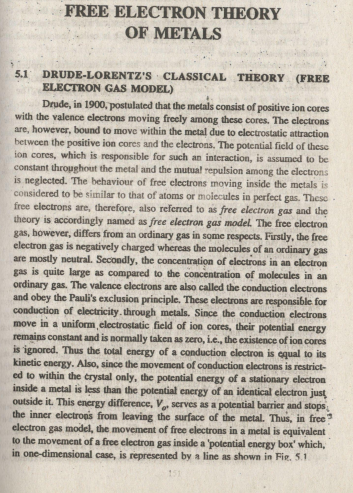 FREE ELECTRON THEORY
OF METALS
5.1 DRUDE-LORENTZ'S CLASSICAL THEORY (FREE
ELECTRON GAS MODEL)
Drude, in 1900, postulated that the metals consist of positive ion cores
with the valence electrons moving freely among these cores. The electrons
are, however, bound to move within the metal due to electrostatic attraction
between the positive ion cores and the electrons. The potential field of these
ion cores, which is responsible for such an interaction, is assumed to be
constant throughout the metal and the mutual repulsion among the electrons
is neglected. The behaviour of free electrons moving inside the metals is
considered to be similar to that of atoms or molecules in perfect gas. These
free electrons are, therefore, also referred to as free electron gas and the
theory is accordingly named as free electron gas model. The free electron
gas, however, differs from an ordinary gas in some respects. Firstly, the free
electron gas is negatively charged whereas the molecules of an ordinary gas
are mostly neutral. Secondly, the concentration of electrons in an electron
gas is quite large as compared to the concentration of molecules in an
ordinary gas. The valence electrons are also called the conduction electrons
and obey the Pauli's exclusion principle. These electrons are responsible for
conduction of electricity through metals. Since the conduction electrons
move in a uniform electrostatic field of ion cores, their potential energy
remains constant and is normally taken as zero, i.e., the existence of ion cores
is ignored. Thus the total energy of a conduction electron is equal to its
kinetic energy. Also, since the movement of conduction electrons is restrict-
ed to within the crystal only, the potential energy of a stationary electron
inside a metal is less than the potential energy of an identical electron just
outside it. This energy difference, Vo, serves as a potential barrier and stops
the inner electrons from leaving the surface of the metal. Thus, in free
electron gas model, the movement of free electrons in a metal is equivalent
to the movement of a free electron gas inside a 'potential energy box' which,
in one-dimensional case, is represented by a line as shown in Fig. 5.1